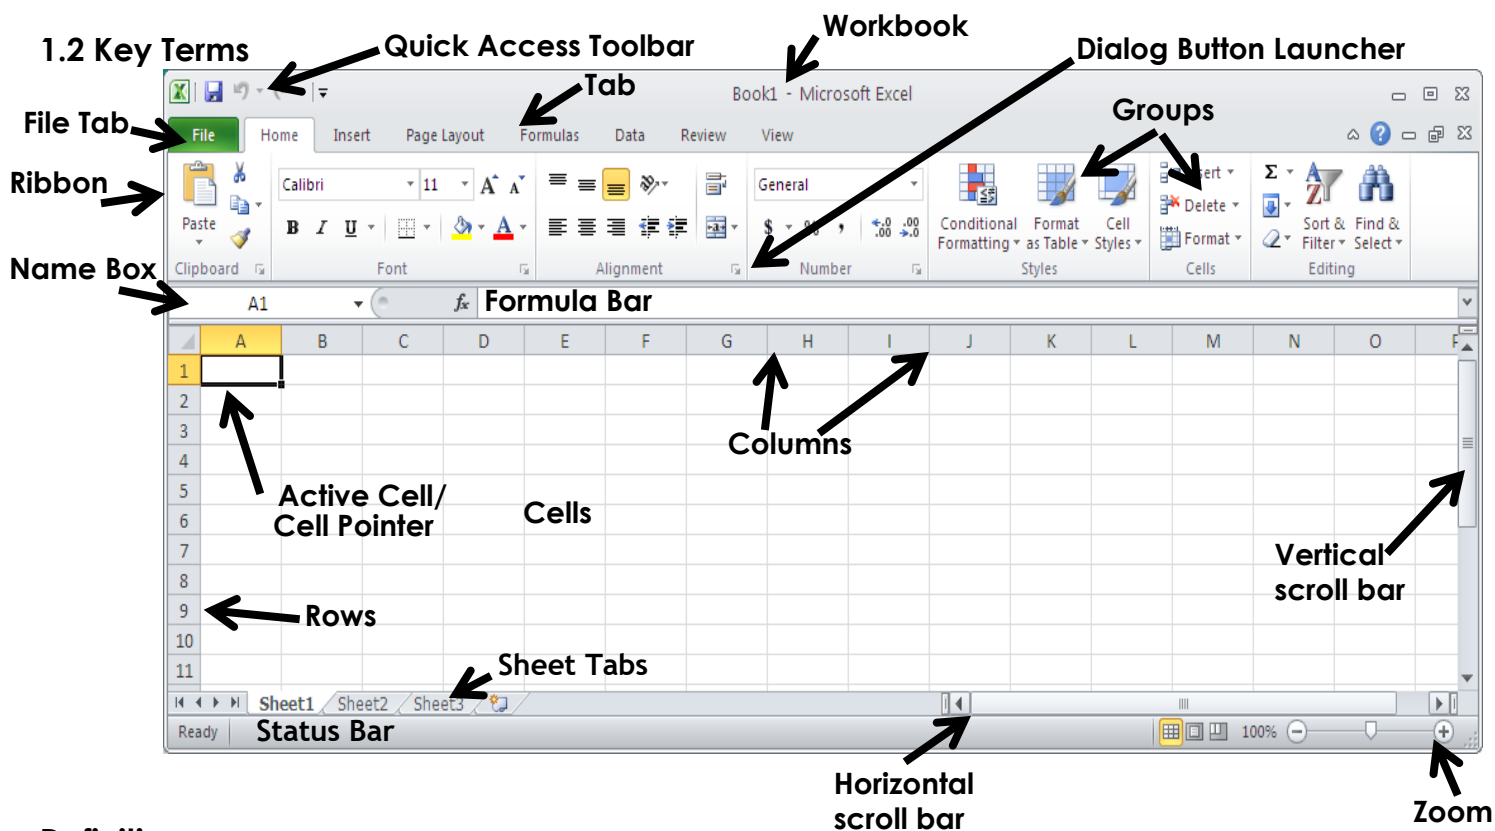 Workbook
1.2 Key Terms
Quick Access Toolbar
Dialog Button Launcher
Tab
Book1 - Microsoft Excel
Groups
File Tab
File Home Insert Page Layout Formulas Data Review View
Ribbon
Calibri 11
General
Delete
Paste
B I U
$ % ,
Conditional Formatting
Format as Table
Cell Styles
Format
Σ
Sort & Filter
Find & Select
Name Box
Clipboard Font Alignment Number Styles Cells Editing
A1
fx
Formula Bar
A B C D E F G H I J K L M N O
1
2
3
Columns
4
5
Active Cell/
Cell Pointer
Cells
6
7
Vertical
scroll bar
8
9
Rows
10
11
Sheet Tabs
Sheet1 Sheet2 Sheet3
Ready
Status Bar
100%
Horizontal
scroll bar
Zoom